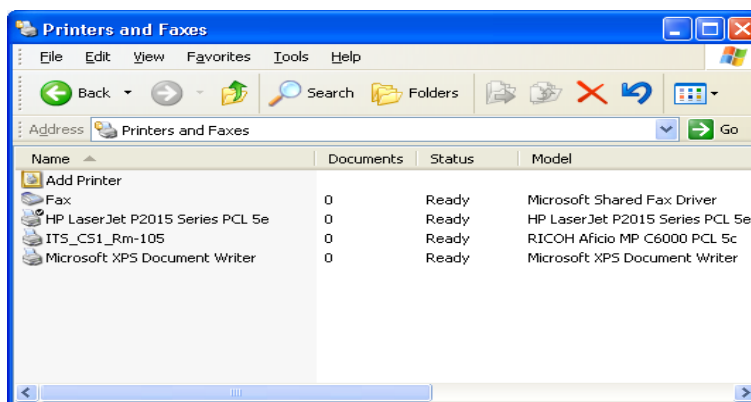 Printers and Faxes
File Edit View Favorites Tools Help
Back Search Folders
Address Printers and Faxes Go
Name Documents Status Model
Add Printer
Fax 0 Ready Microsoft Shared Fax Driver
HP LaserJet P2015 Series PCL 5e 0 Ready HP LaserJet P2015 Series PCL 5e
ITS_CS1_Rm-105 0 Ready RICOH Aficio MP C6000 PCL 5c
Microsoft XPS Document Writer 0 Ready Microsoft XPS Document Writer